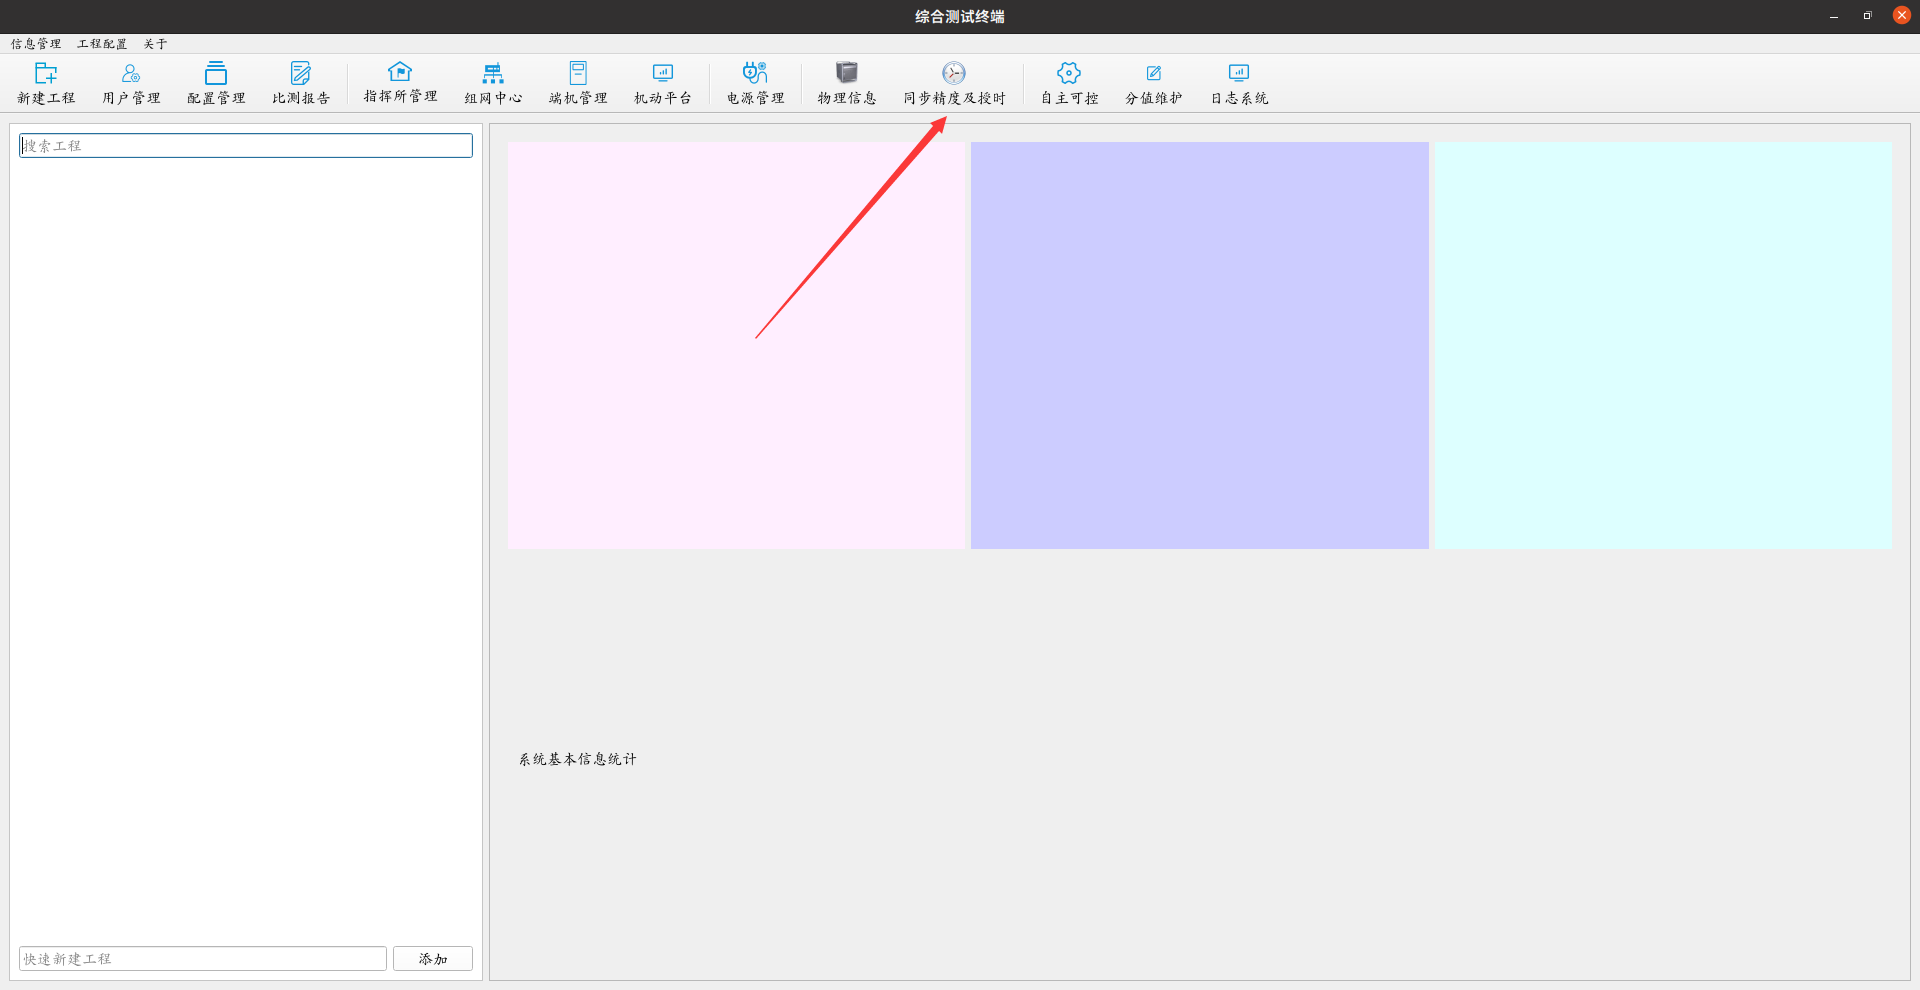 综合测试终端
信息管理 工程配置 关于
新建工程 用户管理 配置管理 比测报告 指挥所管理 组网中心 端机管理 机动平台 电源管理 物理信息 同步精度及授时 自主可控 分值维护 日志系统
搜索工程
系统基本信息统计
快速新建工程 添加